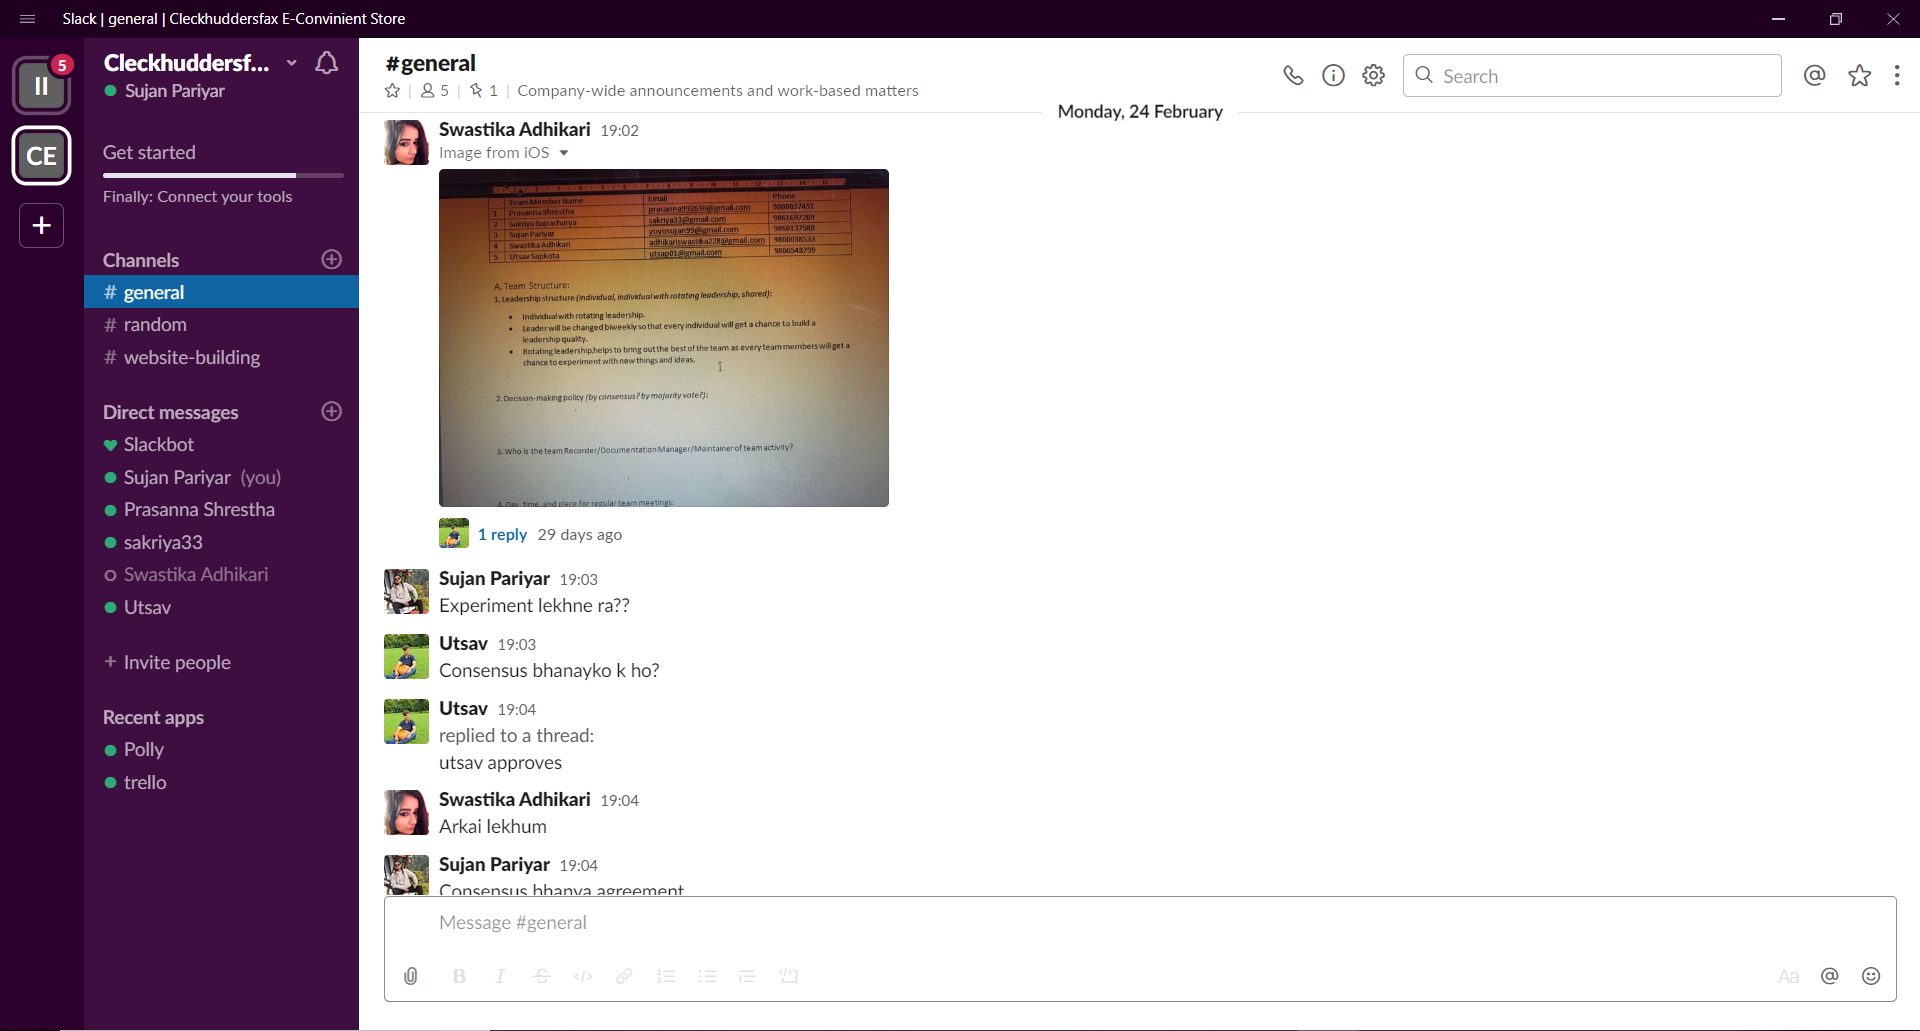 Slack | general | Cleckhuddersfax E-Convinient Store
5
II
CE
+
Cleckhuddersf...
Sujan Pariyar
Get started
Finally: Connect your tools
Channels
# general
# random
# website-building
Direct messages
Slackbot
Sujan Pariyar (you)
Prasanna Shrestha
sakriya33
Swastika Adhikari
Utsav
+ Invite people
Recent apps
Polly
trello
#general
5 | 1 | Company-wide announcements and work-based matters
Search
Monday, 24 February
Swastika Adhikari 19:02
Image from iOS
Team Member Name Email Phone
1 Prasanna Shrestha prasanna992630@gmail.com 9808037451
2 Sakriya Bajracharya sakriya33@gmail.com 9861697209
3 Sujan Pariyar yoyosujan99@gmail.com 9860137580
4 Swastika Adhikari adhikariswastika228@gmail.com 9860038533
5 Utsav Sapkota utsap01@gmail.com 9806548799
A. Team Structure:
1. Leadership structure (individual, individual with rotating leadership, shared):
• Individual with rotating leadership.
• Leader will be changed biweekly so that every individual will get a chance to build a
leadership quality.
• Rotating leadership,helps to bring out the best of the team as every team members will get a
chance to experiment with new things and ideas.
2. Decision-making policy (by consensus? by majority vote?):
3. Who is the team Recorder/Documentation Manager/Maintainer of team activity?
4. Day, time, and place for regular team meetings:
1 reply 29 days ago
Sujan Pariyar 19:03
Experiment lekhne ra??
Utsav 19:03
Consensus bhanayko k ho?
Utsav 19:04
replied to a thread:
utsav approves
Swastika Adhikari 19:04
Arkai lekhum
Sujan Pariyar 19:04
Consensus bhanya agreement
Message #general
B I S </> Aa @